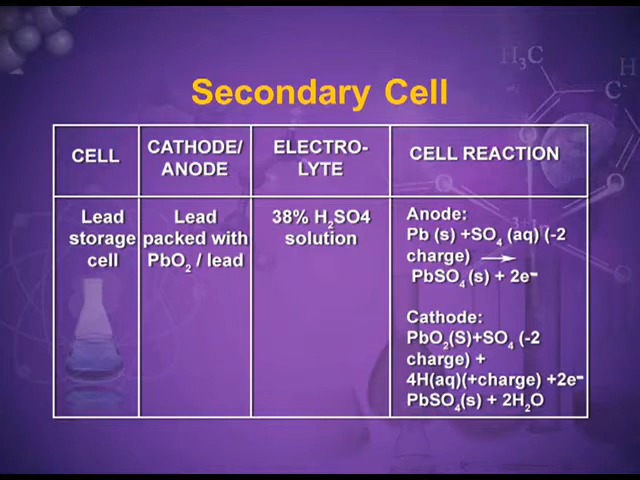 Secondary Cell
CELL
CATHODE/
ANODE
ELECTRO-
LYTE
CELL REACTION
Lead
storage
cell
Lead
packed with
PbO₂ / lead
38% H₂SO4
solution
Anode:
Pb (s) +SO₄ (aq) (-2
charge) ⟶
PbSO₄ (s) + 2e⁻
Cathode:
PbO₂(S)+SO₄ (-2
charge) +
4H(aq)(+charge) +2e⁻
PbSO₄(s) + 2H₂O
H₃C
H
C